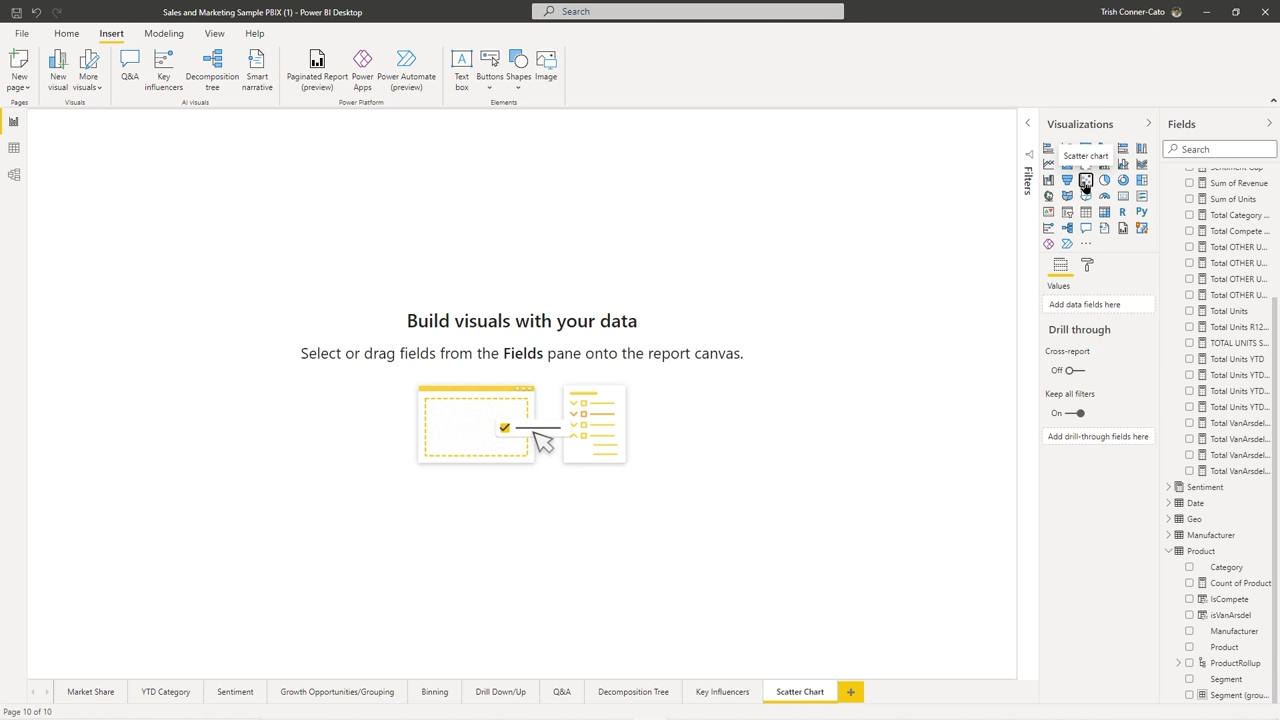 Sales and Marketing Sample PBIX (1) - Power BI Desktop
Search
Trish Conner-Cato
File
Home
Insert
Modeling
View
Help
New
page
New
visual
More
visuals
Q&A
Key
influencers
Decomposition
tree
Smart
narrative
Paginated Report
(preview)
Power
Apps
Power Automate
(preview)
Text
box
Buttons
Shapes
Image
Pages
Visuals
AI visuals
Power Platform
Elements
Build visuals with your data
Select or drag fields from the Fields pane onto the report canvas.
Filters
Visualizations
Scatter chart
R
Py
...
Values
Add data fields here
Drill through
Cross-report
Off
Keep all filters
On
Add drill-through fields here
Fields
Search
Sum of Revenue
Sum of Units
Total Category ...
Total Compete ...
Total OTHER U...
Total OTHER U...
Total OTHER U...
Total OTHER U...
Total Units
Total Units R12...
TOTAL UNITS S...
Total Units YTD
Total Units YTD...
Total Units YTD...
Total Units YTD...
Total VanArsdel...
Total VanArsdel...
Total VanArsdel...
Total VanArsdel...
Sentiment
Date
Geo
Manufacturer
Product
Category
Count of Product
IsCompete
isVanArsdel
Manufacturer
Product
ProductRollup
Segment
Segment (grou...
Market Share
YTD Category
Sentiment
Growth Opportunities/Grouping
Binning
Drill Down/Up
Q&A
Decomposition Tree
Key Influencers
Scatter Chart
+
Page 10 of 10